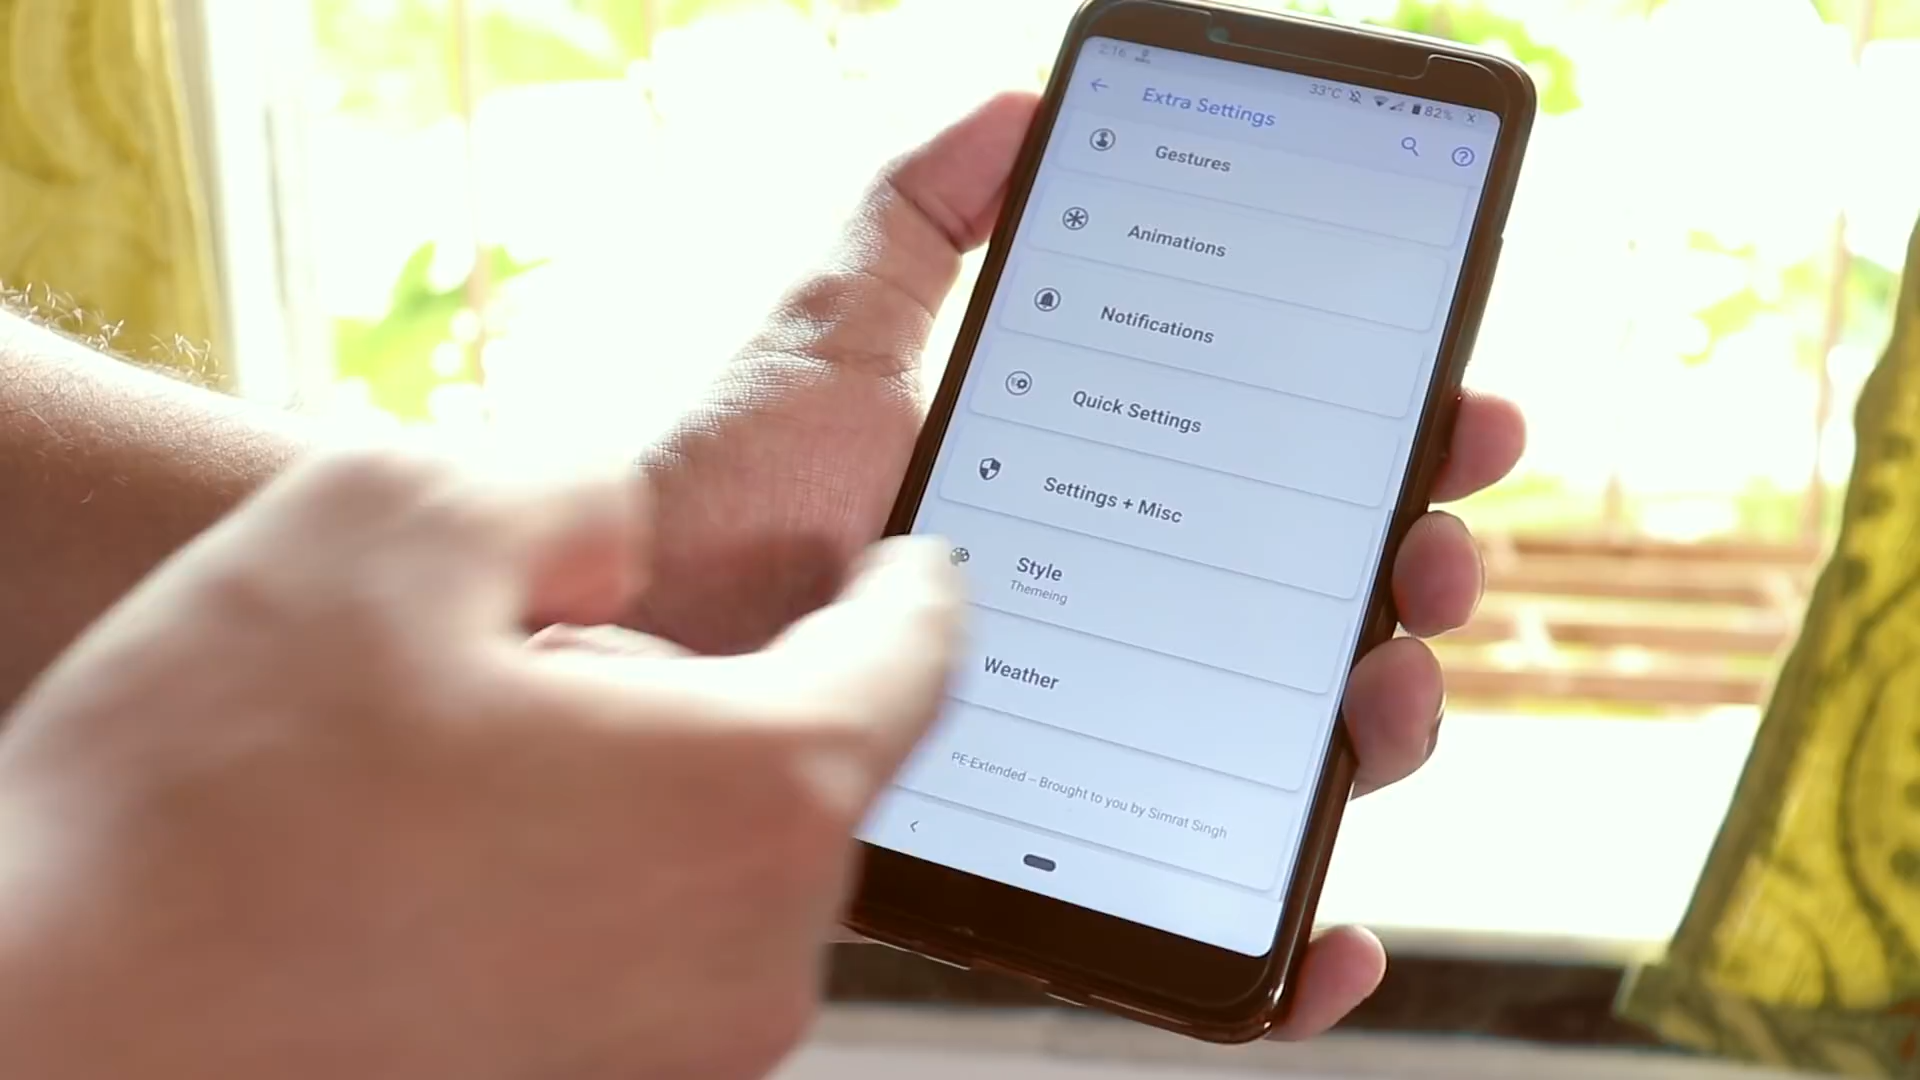 2:16
33°C 82%
Extra Settings
Gestures
Animations
Notifications
Quick Settings
Settings + Misc
Style
Themeing
Weather
PE-Extended – Brought to you by Simrat Singh